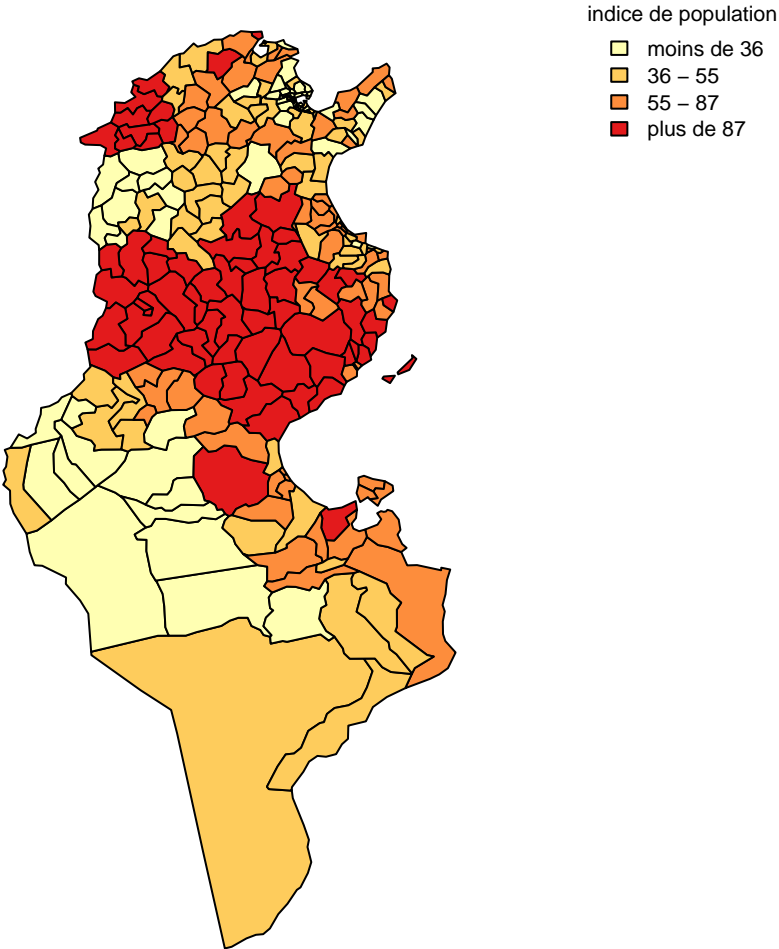 indice de population
moins de 36
36 – 55
55 – 87
plus de 87